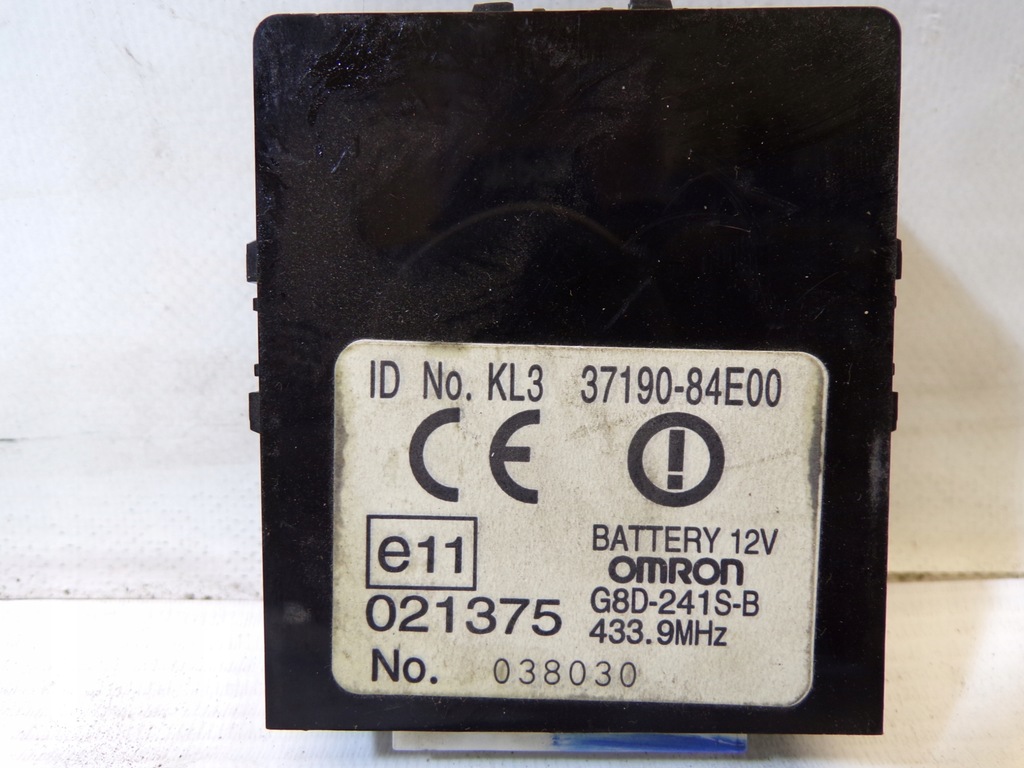 ID No. KL3 37190-84E00
CE
e11
021375
BATTERY 12V
OMRON
G8D-241S-B
433.9MHz
No. 038030